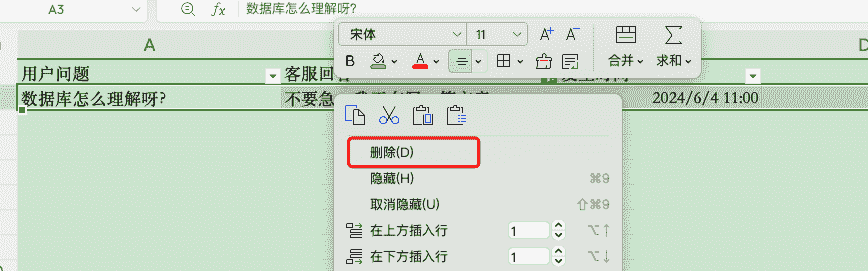 A3 fx 数据库怎么理解呀?
宋体 11 A+ A-
A D
B A 合并 求和
用户问题 客服回
数据库怎么理解呀? 不要急 2024/6/4 11:00
删除(D)
隐藏(H) ⌘9
取消隐藏(U) ⇧⌘9
在上方插入行 1 ⌥↑
在下方插入行 1 ⌥↓